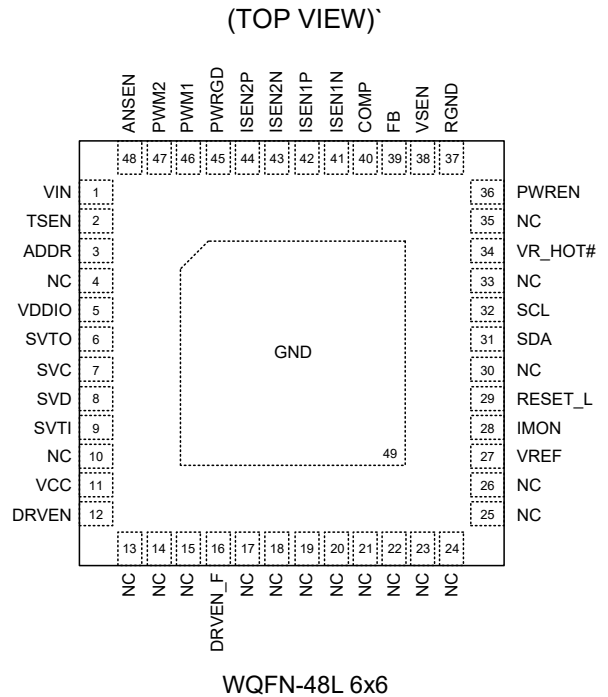 (TOP VIEW)`
ANSEN
PWM2
PWM1
PWRGD
ISEN2P
ISEN2N
ISEN1P
ISEN1N
COMP
FB
VSEN
RGND
48 47 46 45 44 43 42 41 40 39 38 37
VIN 1 36 PWREN
TSEN 2 35 NC
ADDR 3 34 VR_HOT#
NC 4 33 NC
VDDIO 5 32 SCL
SVTO 6 31 SDA
GND
SVC 7 30 NC
SVD 8 29 RESET_L
SVTI 9 28 IMON
NC 10 49 27 VREF
VCC 11 26 NC
DRVEN 12 25 NC
13 14 15 16 17 18 19 20 21 22 23 24
NC
NC
NC
DRVEN_F
NC
NC
NC
NC
NC
NC
NC
NC
WQFN-48L 6x6